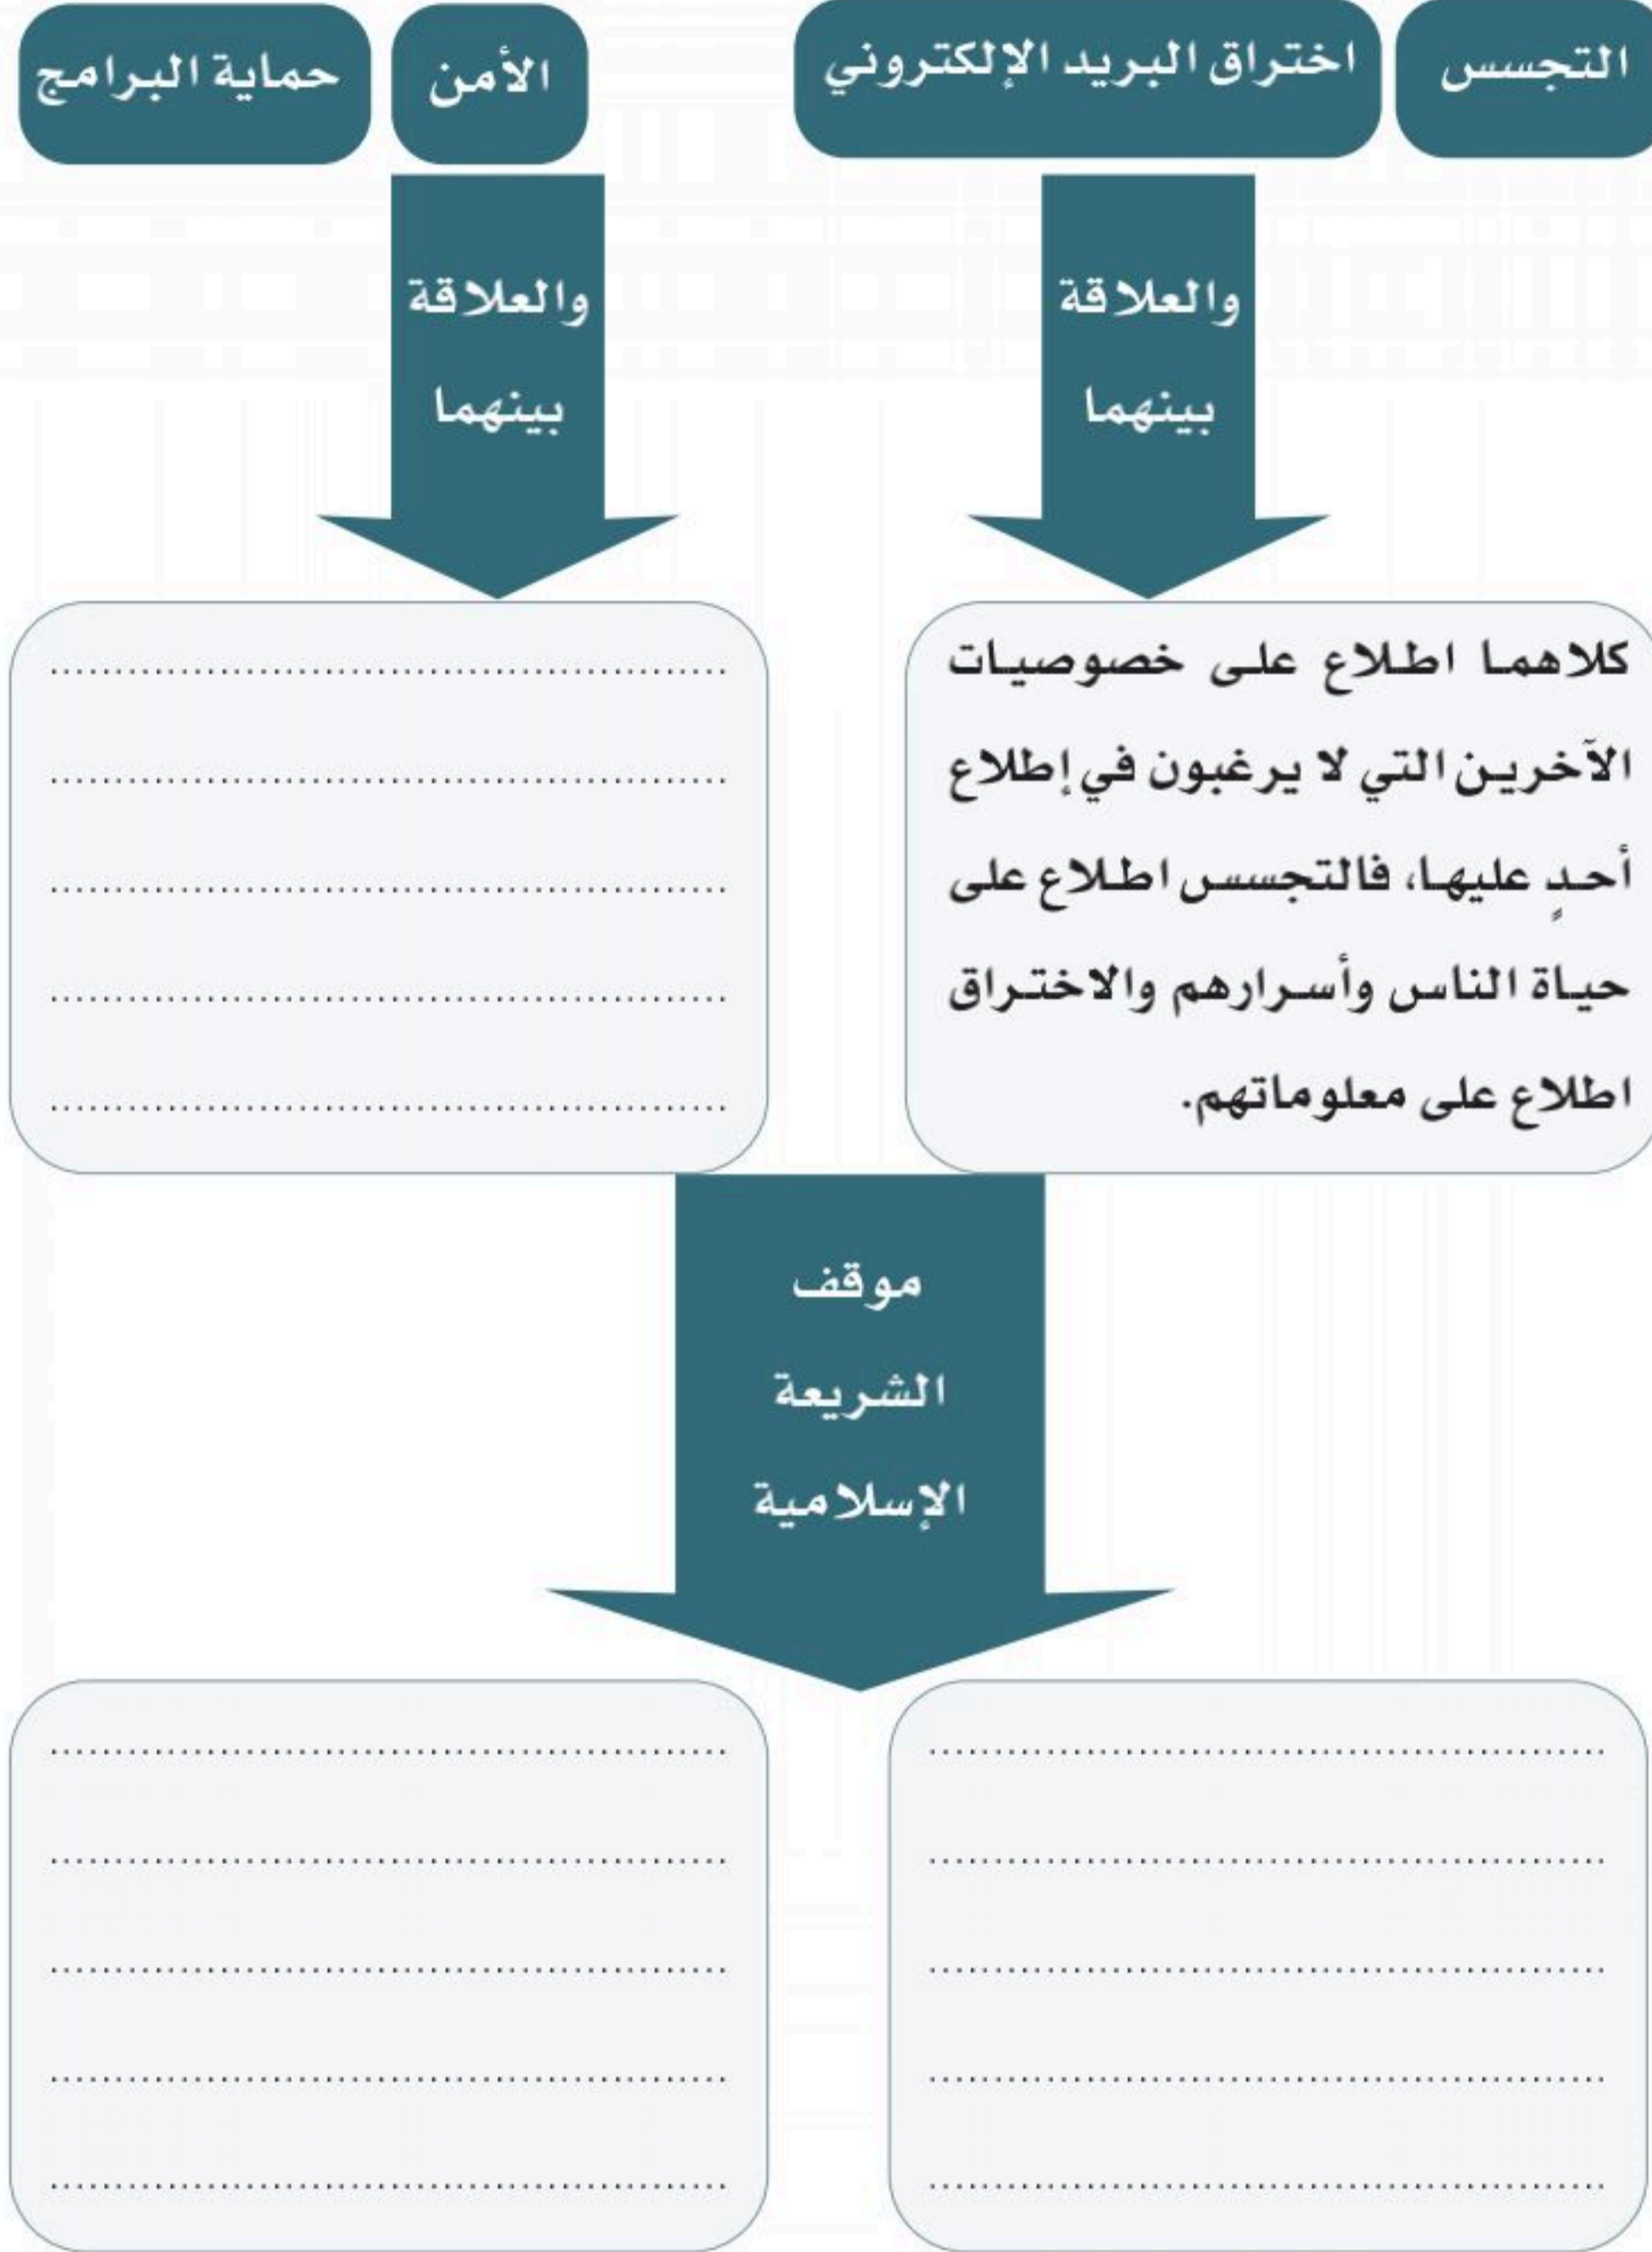 التجسس
اختراق البريد الإلكتروني
الأمن
حماية البرامج
والعلاقة
بينهما
والعلاقة
بينهما
كلاهما اطلاع على خصوصيات
الآخرين التي لا يرغبون في إطلاع
أحدٍ عليها، فالتجسس اطلاع على
حياة الناس وأسرارهم والاختراق
اطلاع على معلوماتهم.
موقف
الشريعة
الإسلامية